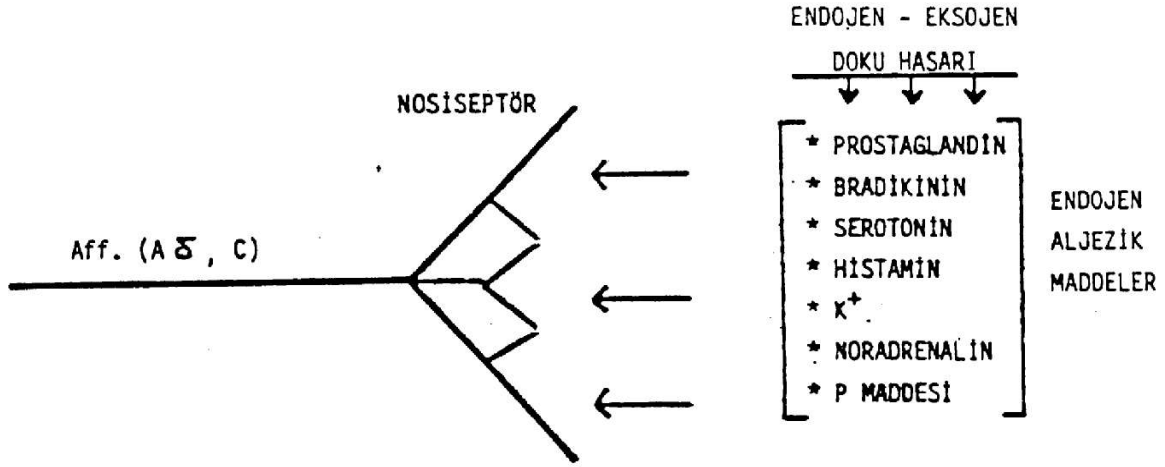 ENDOJEN - EKSOJEN
DOKU HASARI
NOSİSEPTÖR
* PROSTAGLANDİN
* BRADİKİNİN
* SEROTONİN
* HİSTAMİN
* K⁺
* NORADRENALİN
* P MADDESİ
ENDOJEN
ALJEZİK
MADDELER
Aff. (A δ , C)